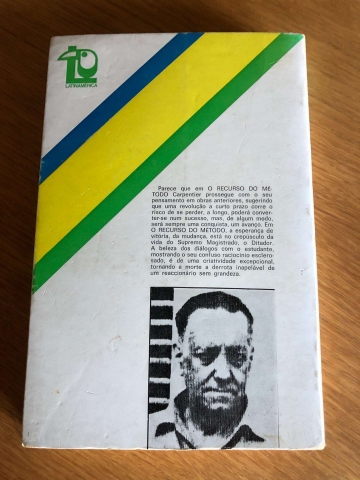 LATINAMÉRICA
Parece que em O RECURSO DO MÉ-
TODO Carpentier prossegue com o seu
pensamento em obras anteriores, sugerindo
que uma revolução a curto prazo corre o
risco de se perder, a longo, poderá conver-
ter-se num sucesso, mas, de algum modo,
será sempre uma conquista, um avanço. Em
O RECURSO DO MÉTODO, a esperança de
vitória, da mudança, está no crepúsculo da
vida do Supremo Magistrado, o Ditador.
A beleza dos diálogos com o estudante,
mostrando o seu confuso raciocínio esclero-
sado, é de uma criatividade excepcional,
tornando a morte a derrota inapelável de
um reaccionário sem grandeza.